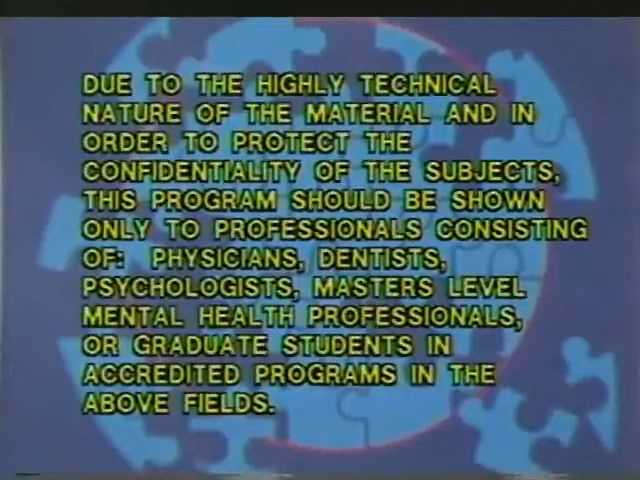 DUE TO THE HIGHLY TECHNICAL
NATURE OF THE MATERIAL AND IN
ORDER TO PROTECT THE
CONFIDENTIALITY OF THE SUBJECTS,
THIS PROGRAM SHOULD BE SHOWN
ONLY TO PROFESSIONALS CONSISTING
OF: PHYSICIANS, DENTISTS,
PSYCHOLOGISTS, MASTERS LEVEL
MENTAL HEALTH PROFESSIONALS,
OR GRADUATE STUDENTS IN
ACCREDITED PROGRAMS IN THE
ABOVE FIELDS.